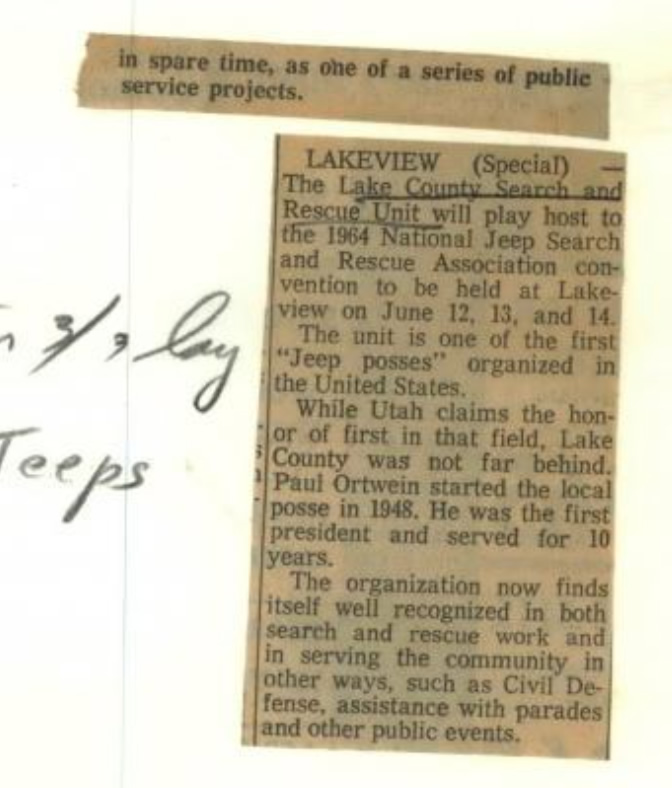 in spare time, as one of a series of public
service projects.
LAKEVIEW (Special) —
The Lake County Search and
Rescue Unit will play host to
the 1964 National Jeep Search
and Rescue Association con-
vention to be held at Lake-
view on June 12, 13, and 14.
The unit is one of the first
"Jeep posses" organized in
the United States.
While Utah claims the hon-
or of first in that field, Lake
County was not far behind.
Paul Ortwein started the local
posse in 1948. He was the first
president and served for 10
years.
The organization now finds
itself well recognized in both
search and rescue work and
in serving the community in
other ways, such as Civil De-
fense, assistance with parades
and other public events.
Jeeps